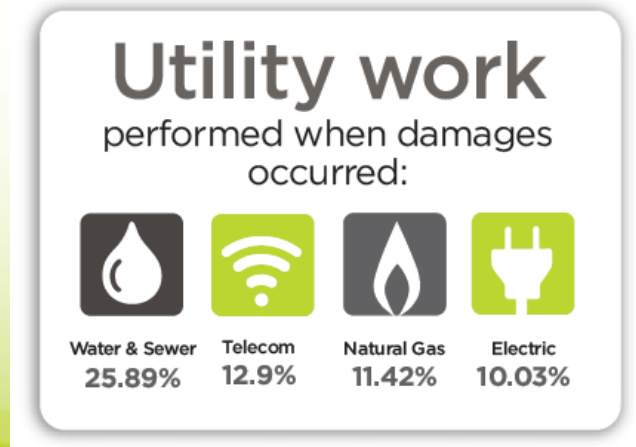 Utility work
performed when damages
occurred:
Water & Sewer Telecom Natural Gas Electric
25.89% 12.9% 11.42% 10.03%